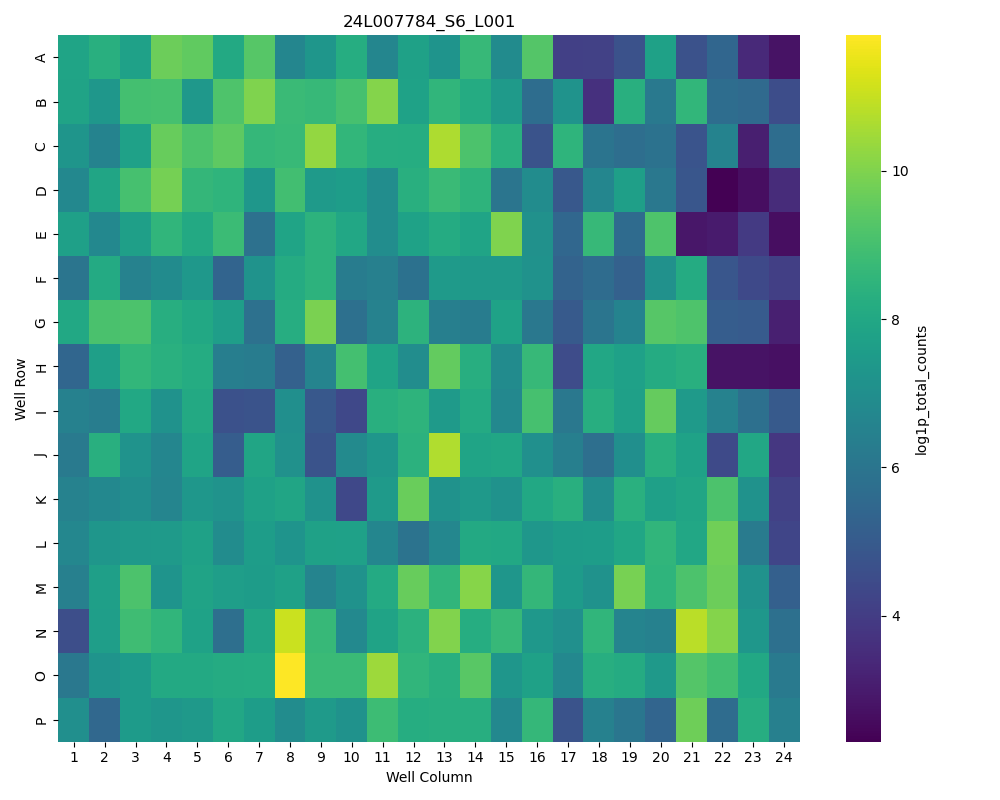 24L007784_S6_L001
A
B
C
D
E
F
G
H
I
J
K
L
M
N
O
P
Well Row
1 2 3 4 5 6 7 8 9 10 11 12 13 14 15 16 17 18 19 20 21 22 23 24
Well Column
10
8
6
4
log1p_total_counts